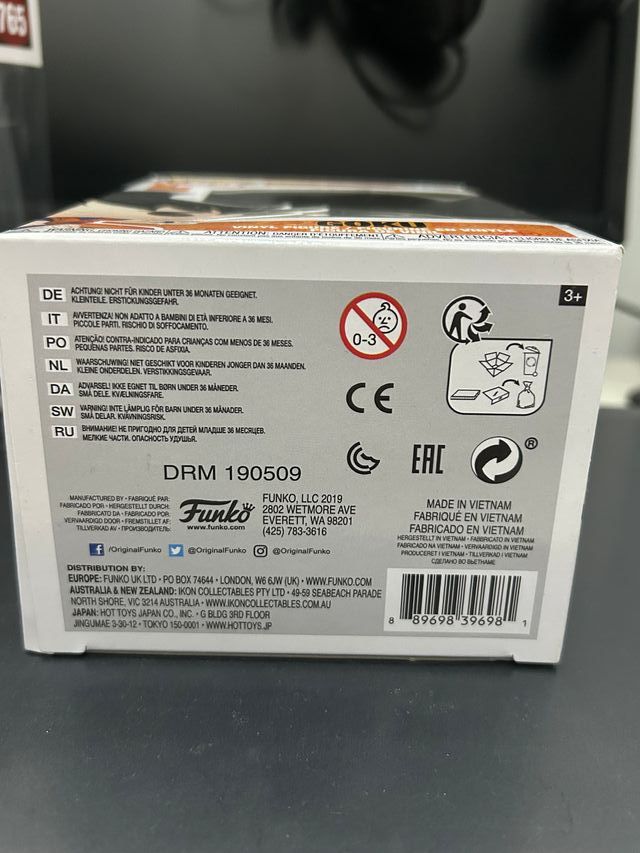 765
GOKU
DE ACHTUNG! NICHT FÜR KINDER UNTER 36 MONATEN GEEIGNET.
KLEINTEILE. ERSTICKUNGSGEFAHR.
IT AVVERTENZA! NON ADATTO A BAMBINI DI ETÀ INFERIORE A 36 MESI.
PICCOLE PARTI. RISCHIO DI SOFFOCAMENTO.
PO ATENÇÃO! CONTRA-INDICADO PARA CRIANÇAS COM MENOS DE 36 MESES.
PEQUENAS PARTES. RISCO DE ASFIXIA.
NL WAARSCHUWING! NIET GESCHIKT VOOR KINDEREN JONGER DAN 36 MAANDEN.
KLEINE ONDERDELEN. VERSTIKKINGSGEVAAR.
DA ADVARSEL! IKKE EGNET TIL BØRN UNDER 36 MÅNEDER.
SMÅ DELE. KVÆLNINGSFARE.
SW VARNING! INTE LÄMPLIG FÖR BARN UNDER 36 MÅNADER.
SMÅ DELAR. KVÄVNINGSRISK.
RU ВНИМАНИЕ! НЕ ПРИГОДНО ДЛЯ ДЕТЕЙ МЛАДШЕ 36 МЕСЯЦЕВ.
МЕЛКИЕ ЧАСТИ. ОПАСНОСТЬ УДУШЬЯ.
0-3
3+
CE
EAC
®
DRM 190509
MANUFACTURED BY • FABRIQUÉ PAR:
FABRICADO POR • HERGESTELLT DURCH:
FABBRICATO DA • FABRICADO POR:
VERVAARDIGD DOOR • FREMSTILLET AF:
TILLVERKAD AV • ПРОИЗВОДИТЕЛЬ:
Funko
www.funko.com
FUNKO, LLC 2019
2802 WETMORE AVE
EVERETT, WA 98201
(425) 783-3616
f /OriginalFunko @OriginalFunko @OriginalFunko
MADE IN VIETNAM
FABRIQUÉ EN VIETNAM
FABRICADO EN VIETNAM
HERGESTELLT IN VIETNAM • FABBRICATO IN VIETNAM
FABRICADO NA VIETNAM • VERVAARDIGD IN VIETNAM
PRODUCERET I VIETNAM • TILLVERKAD I VIETNAM
СДЕЛАНО ВО ВЬЕТНАМЕ
DISTRIBUTION BY:
EUROPE: FUNKO UK LTD • PO BOX 74644 • LONDON, W6 6JW (UK) • WWW.FUNKO.COM
AUSTRALIA & NEW ZEALAND: IKON COLLECTABLES PTY LTD • 49-59 SEABEACH PARADE
NORTH SHORE, VIC 3214 AUSTRALIA • WWW.IKONCOLLECTABLES.COM.AU
JAPAN: HOT TOYS JAPAN CO., INC. • G BLDG 3RD FLOOR
JINGUMAE 3-30-12 • TOKYO 150-0001 • WWW.HOTTOYS.JP
8 89698 39698 1